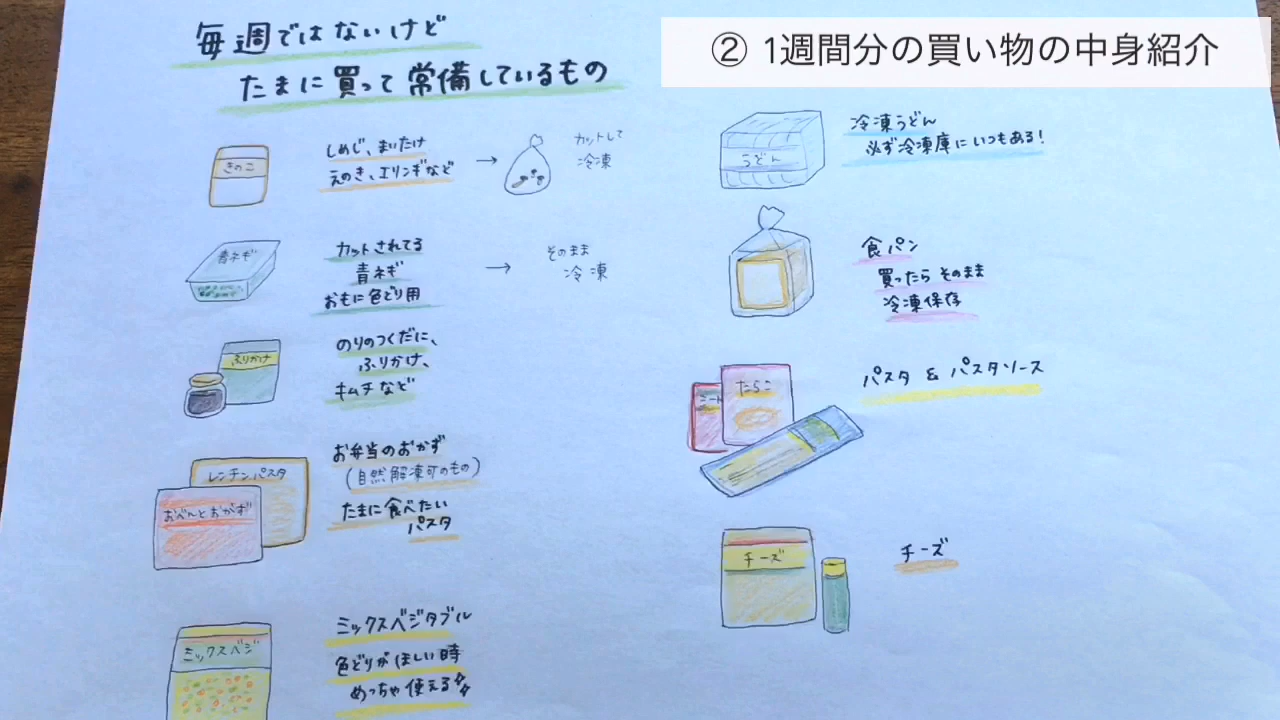 ② 1週間分の買い物の中身紹介
毎週ではないけど
たまに買って常備しているもの
きのこ
しめじ、まいたけ
えのき、エリンギなど
→
カットして
冷凍
青ネギ
カットされてる
青ネギ
おもに色どり用
→
そのまま
冷凍
ふりかけ
のりのつくだに、
ふりかけ、
キムチなど
レンチンパスタ
おべんとおかず
お弁当のおかず
(自然解凍可のもの)
たまに食べたい
パスタ
ミックスベジ
ミックスベジタブル
色どりがほしい時
めっちゃ使える
うどん
冷凍うどん
必ず冷凍庫にいつもある!
食パン
買ったらそのまま
冷凍保存
ミート
たらこ
パスタ & パスタソース
チーズ
チーズ